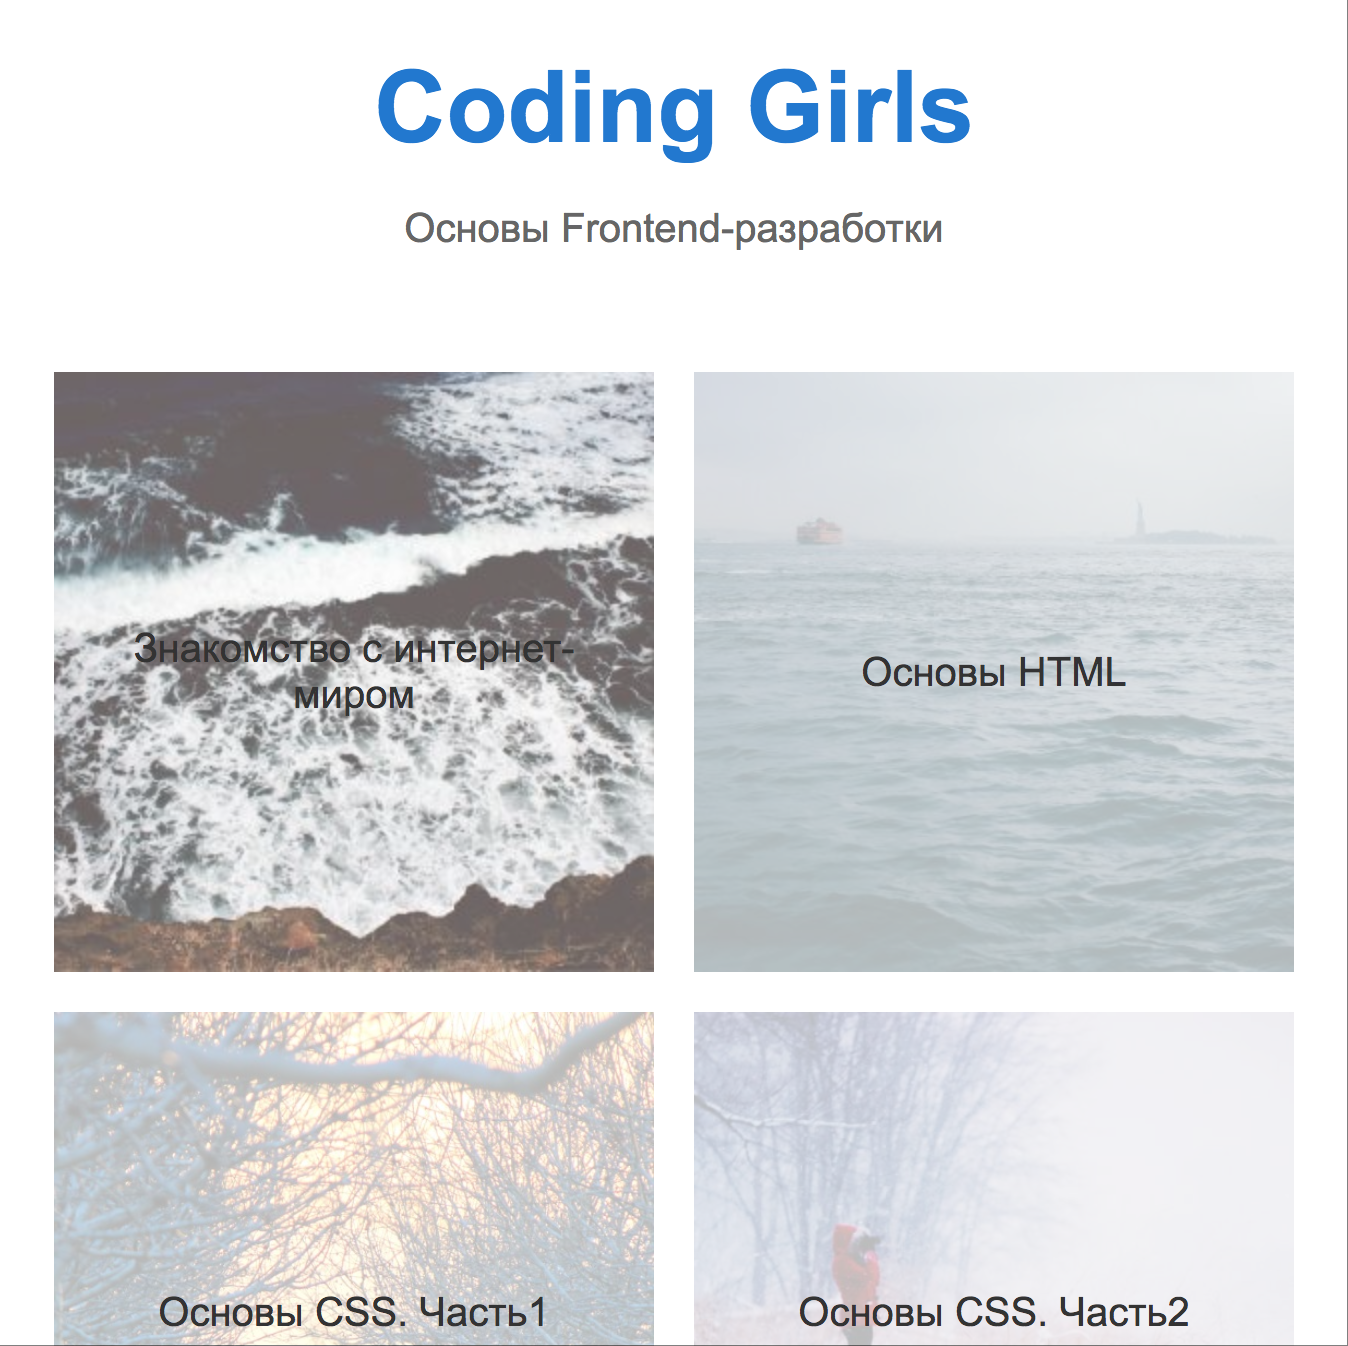 Coding Girls
Основы Frontend-разработки
Знакомство с интернет-
миром
Основы HTML
Основы CSS. Часть1
Основы CSS. Часть2